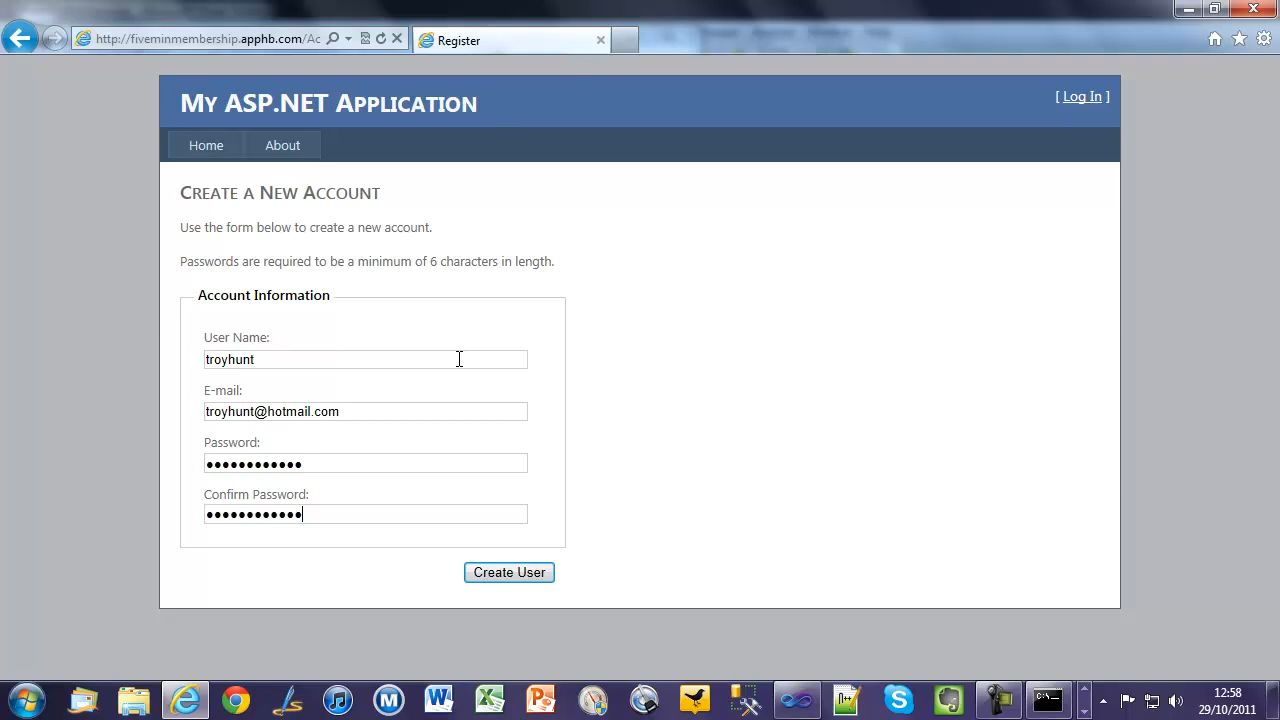 http://fiveminmembership.apphb.com/Ac
Register
My ASP.NET Application
[ Log In ]
Home
About
Create a New Account
Use the form below to create a new account.
Passwords are required to be a minimum of 6 characters in length.
Account Information
User Name:
troyhunt
E-mail:
troyhunt@hotmail.com
Password:
●●●●●●●●●●●●
Confirm Password:
●●●●●●●●●●●●
Create User
12:58
29/10/2011